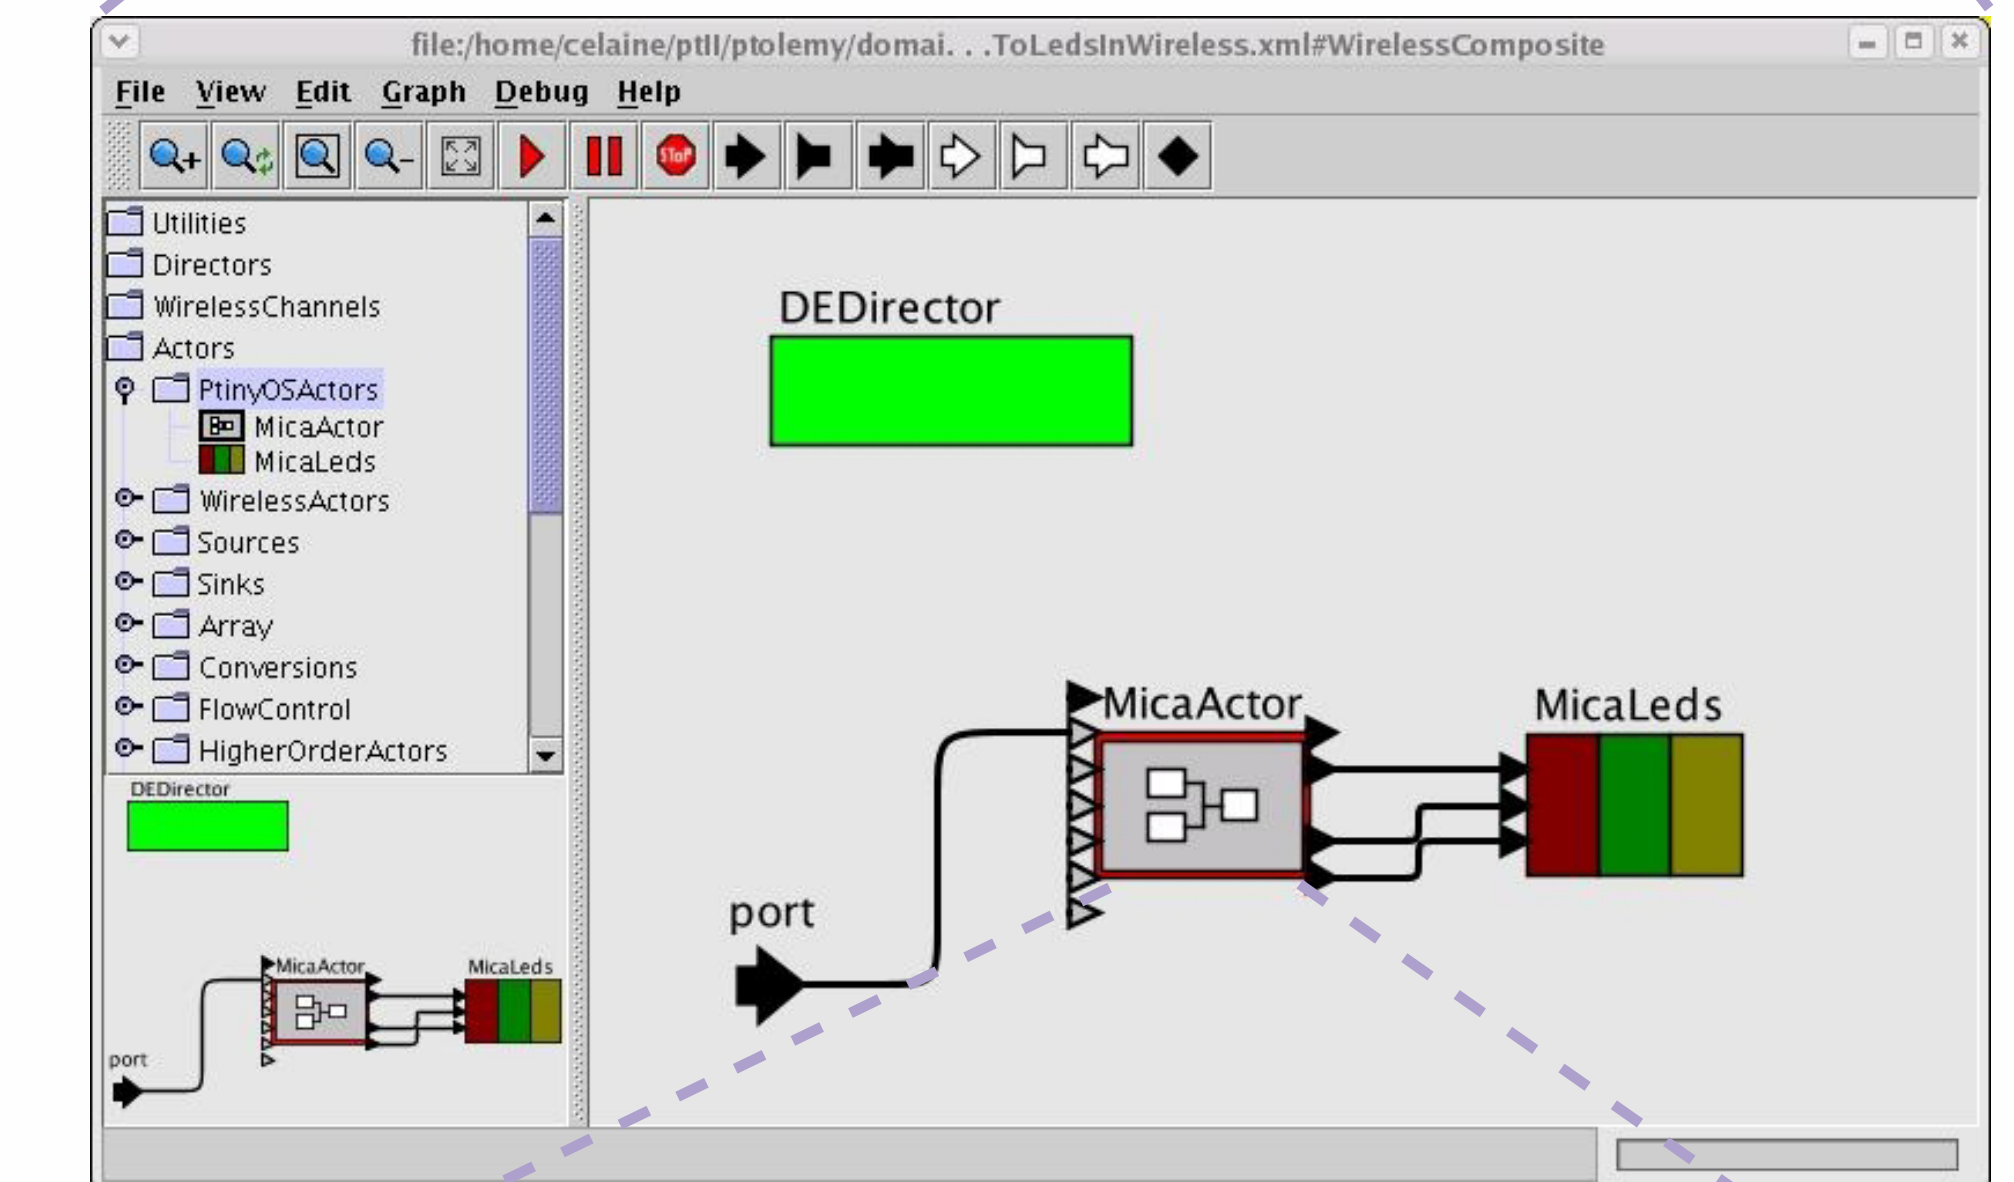 file:/home/celaine/ptII/ptolemy/domai. . .ToLedsInWireless.xml#WirelessComposite
File View Edit Graph Debug Help
STOP
Utilities
Directors
WirelessChannels
Actors
PtinyOSActors
MicaActor
MicaLeds
WirelessActors
Sources
Sinks
Array
Conversions
FlowControl
HigherOrderActors
DEDirector
MicaActor
MicaLeds
port
DEDirector
MicaActor
MicaLeds
port